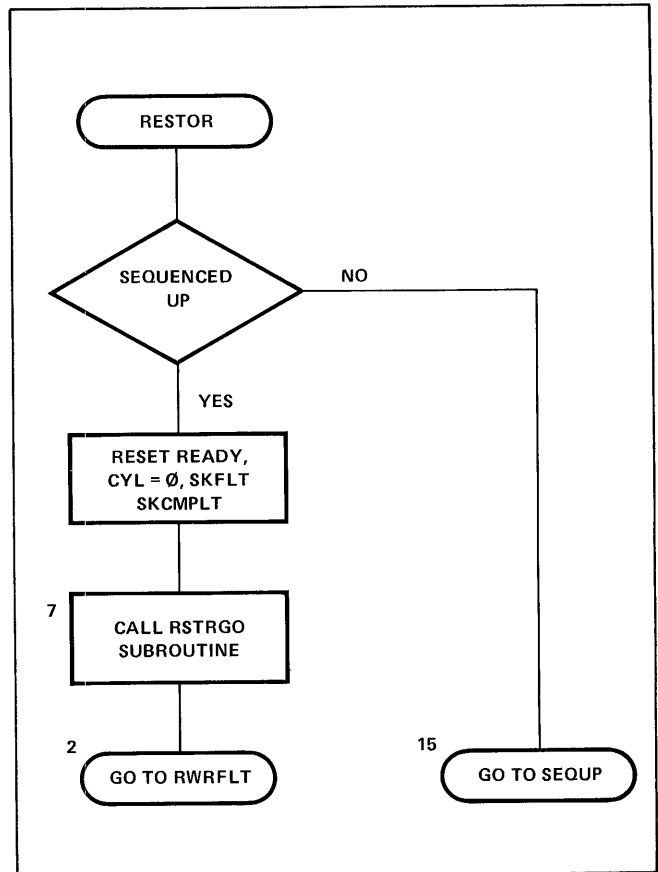 RESTOR
SEQUENCED
UP
NO
YES
RESET READY,
CYL = Ø, SKFLT
SKCMPLT
7
CALL RSTRGO
SUBROUTINE
2
GO TO RWRFLT
15
GO TO SEQUP